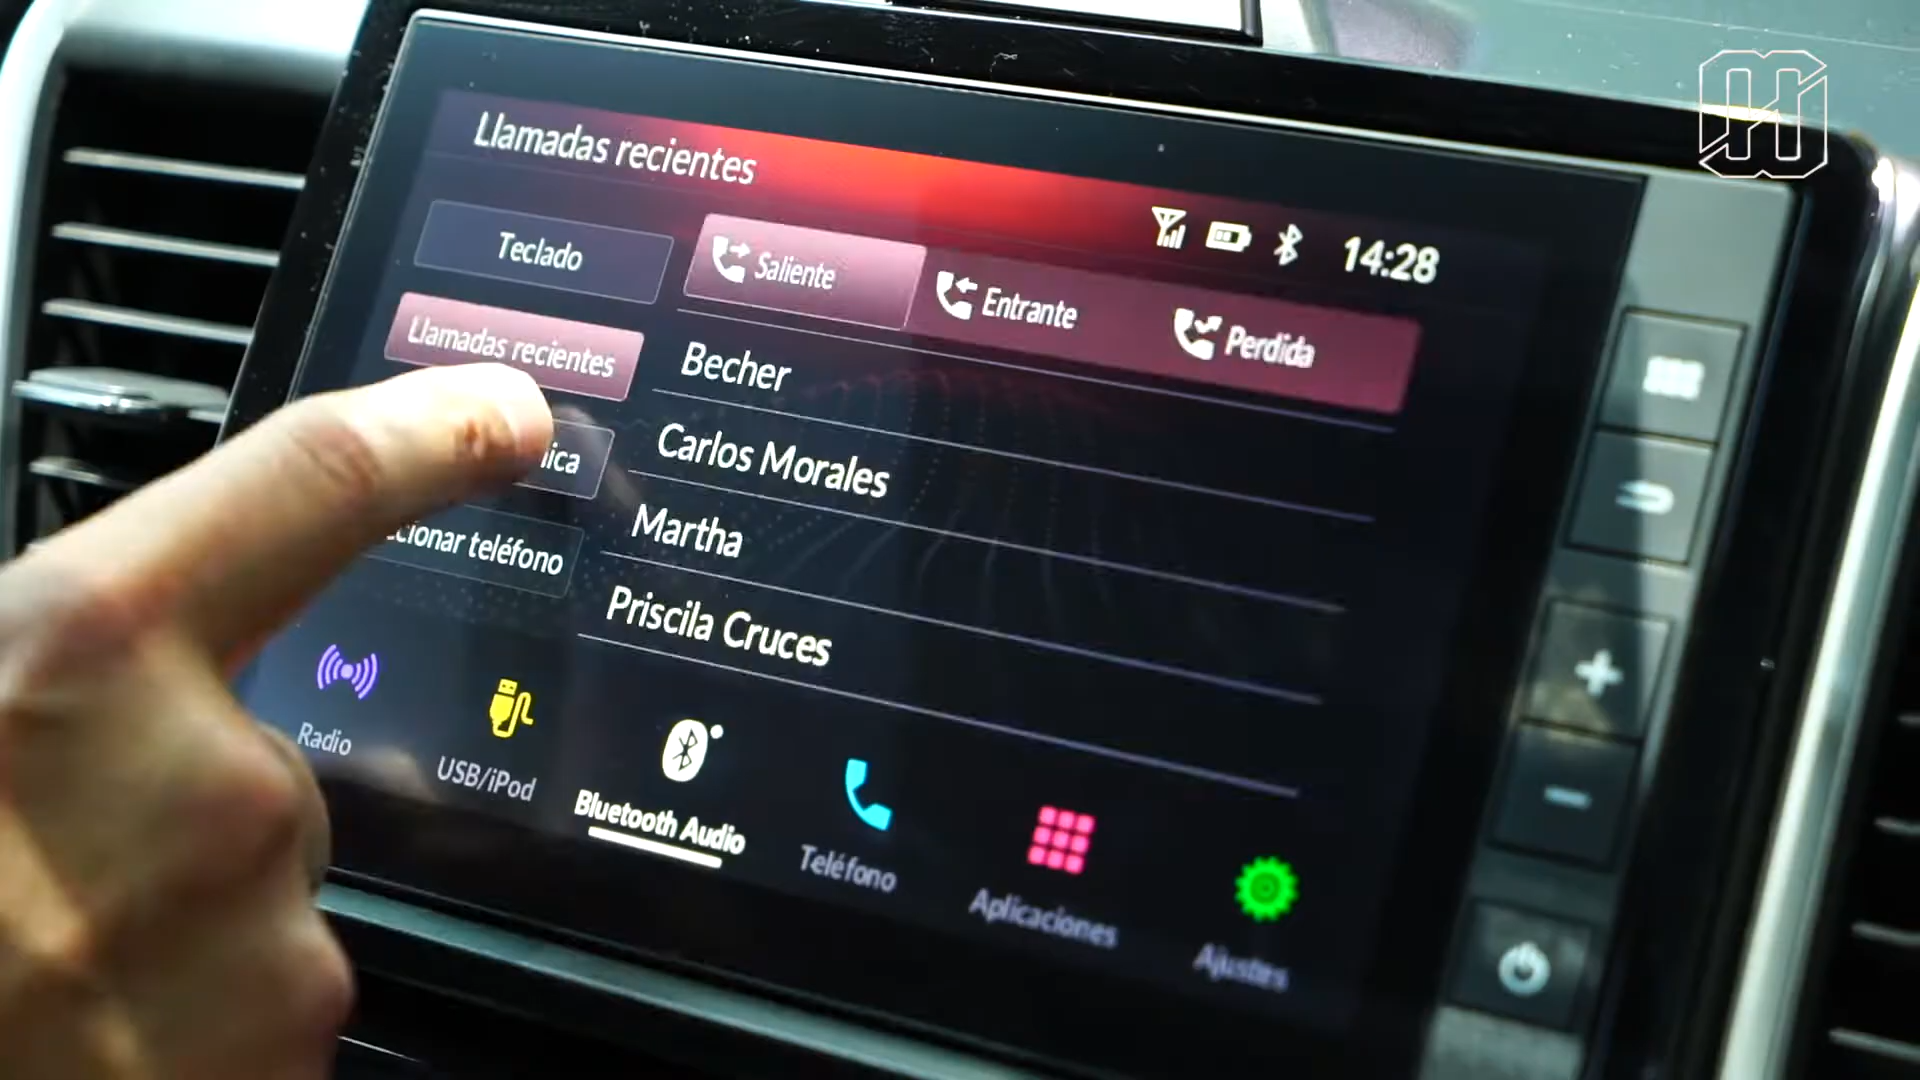 Llamadas recientes
14:28
Teclado
Saliente
Entrante
Perdida
Llamadas recientes
Becher
Carlos Morales
Martha
Priscila Cruces
teléfono
Radio
USB/iPod
Bluetooth Audio
Teléfono
Aplicaciones
Ajustes